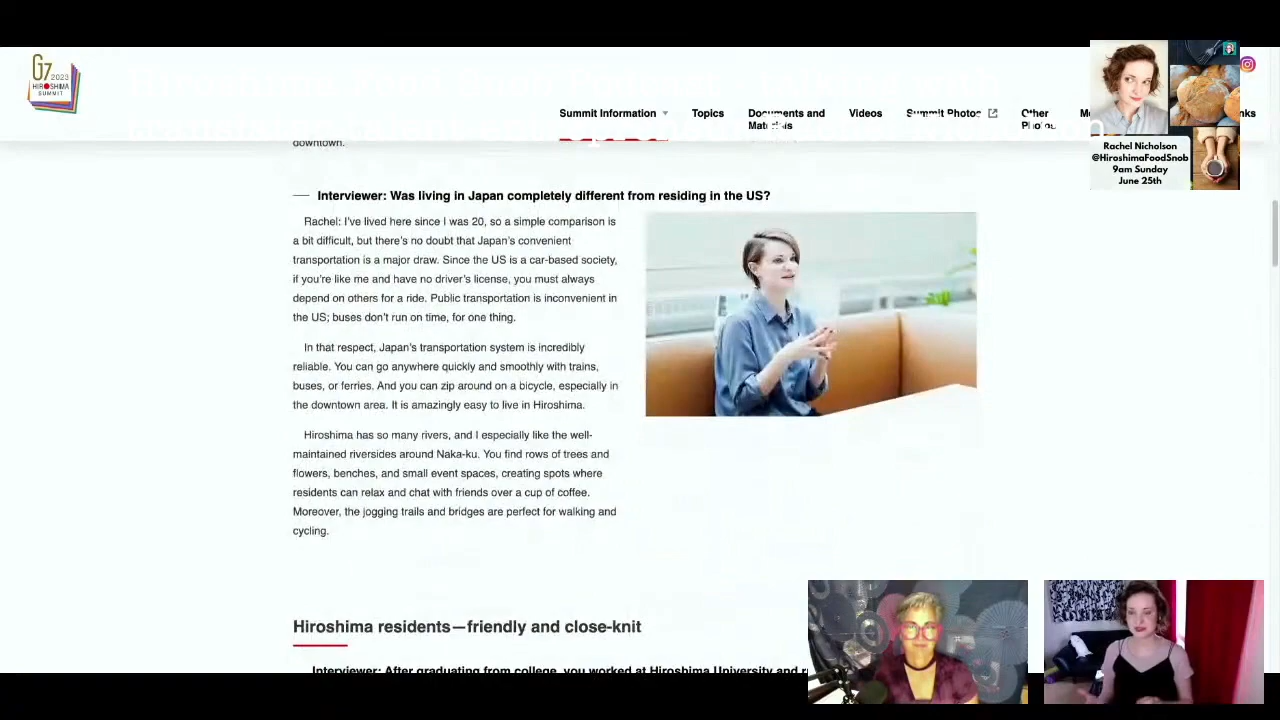 G7 2023
HIROSHIMA
SUMMIT
Summit Information
Topics
Documents and
Materials
Videos
Summit Photos
Other
Photos
Rachel Nicholson
@HiroshimaFoodSnob
9am Sunday
June 25th
downtown.
Interviewer: Was living in Japan completely different from residing in the US?
Rachel: I've lived here since I was 20, so a simple comparison is
a bit difficult, but there's no doubt that Japan's convenient
transportation is a major draw. Since the US is a car-based society,
if you're like me and have no driver's license, you must always
depend on others for a ride. Public transportation is inconvenient in
the US; buses don't run on time, for one thing.
In that respect, Japan's transportation system is incredibly
reliable. You can go anywhere quickly and smoothly with trains,
buses, or ferries. And you can zip around on a bicycle, especially in
the downtown area. It is amazingly easy to live in Hiroshima.
Hiroshima has so many rivers, and I especially like the well-
maintained riversides around Naka-ku. You find rows of trees and
flowers, benches, and small event spaces, creating spots where
residents can relax and chat with friends over a cup of coffee.
Moreover, the jogging trails and bridges are perfect for walking and
cycling.
Hiroshima residents—friendly and close-knit
Interviewer: After graduating from college, you worked at Hiroshima University and